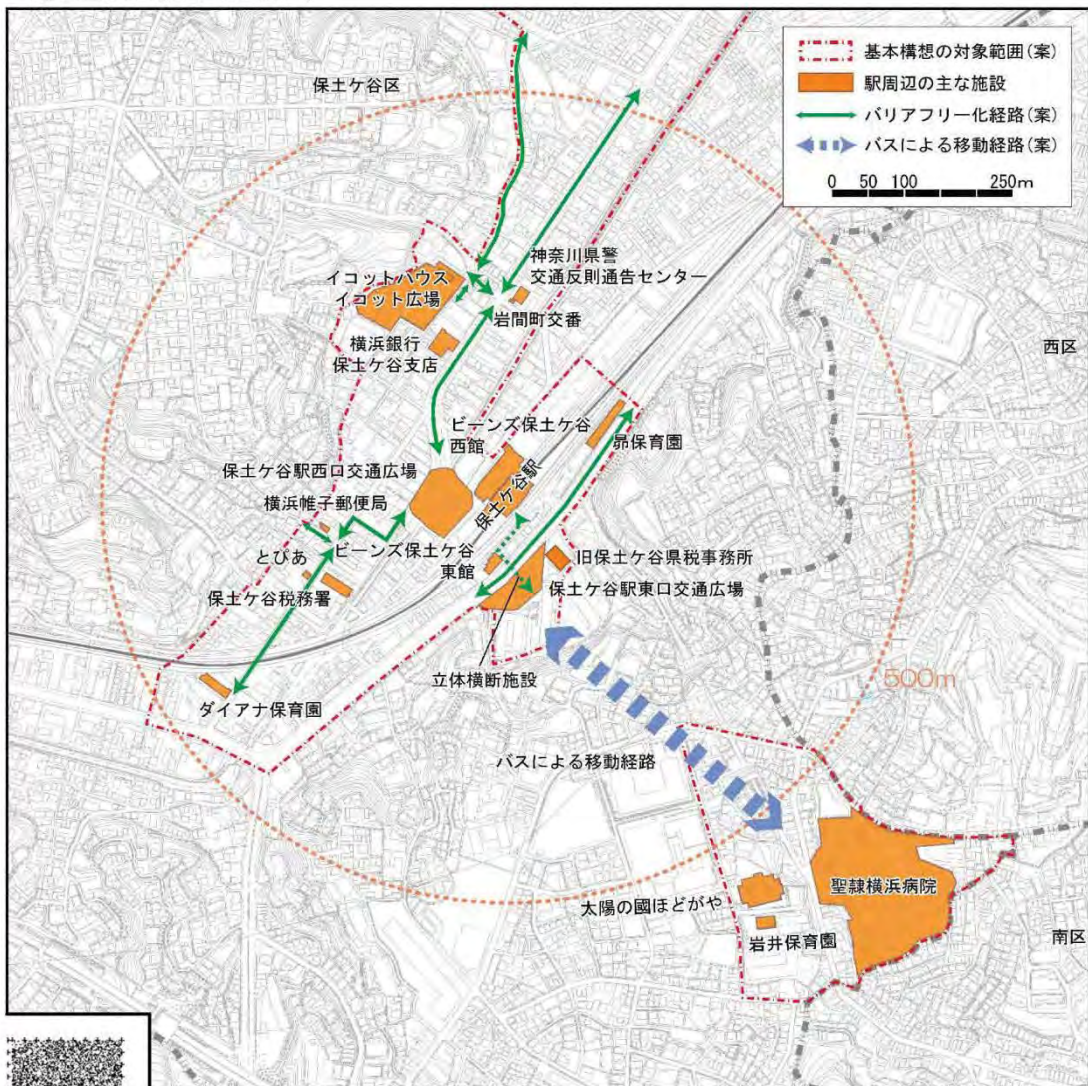 基本構想の対象範囲(案)
駅周辺の主な施設
バリアフリー化経路(案)
バスによる移動経路(案)
0 50 100 250m
保土ケ谷区
神奈川県警
交通反則通告センター
イコットハウス
イコット広場
岩間町交番
横浜銀行
保土ケ谷支店
西区
ビーンズ保土ケ谷
西館
昴保育園
保土ケ谷駅西口交通広場
保土ケ谷駅
横浜帷子郵便局
とぴあ
ビーンズ保土ケ谷
東館
旧保土ケ谷県税事務所
保土ケ谷税務署
保土ケ谷駅東口交通広場
立体横断施設
500m
ダイアナ保育園
バスによる移動経路
聖隷横浜病院
太陽の國ほどがや
岩井保育園
南区